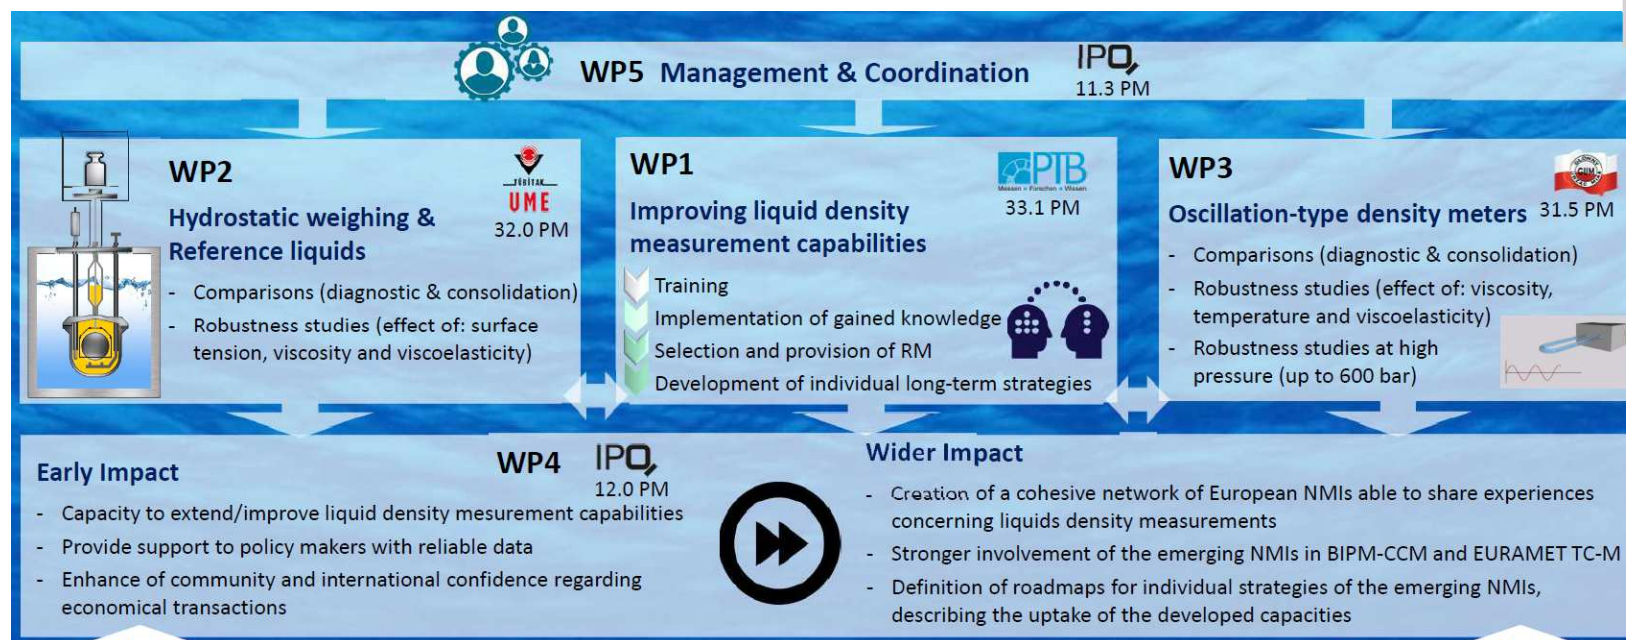 WP5 Management & Coordination
IPQ
11.3 PM
WP2
TÜBİTAK
UME
32.0 PM
Hydrostatic weighing &
Reference liquids
- Comparisons (diagnostic & consolidation)
- Robustness studies (effect of: surface
tension, viscosity and viscoelasticity)
WP1
PTB
Messen • Forschen • Wissen
33.1 PM
Improving liquid density
measurement capabilities
Training
Implementation of gained knowledge
Selection and provision of RM
Development of individual long-term strategies
WP3
GUM
Oscillation-type density meters 31.5 PM
- Comparisons (diagnostic & consolidation)
- Robustness studies (effect of: viscosity,
temperature and viscoelasticity)
- Robustness studies at high
pressure (up to 600 bar)
WP4
IPQ
12.0 PM
Early Impact
- Capacity to extend/improve liquid density mesurement capabilities
- Provide support to policy makers with reliable data
- Enhance of community and international confidence regarding
economical transactions
Wider Impact
- Creation of a cohesive network of European NMIs able to share experiences
concerning liquids density measurements
- Stronger involvement of the emerging NMIs in BIPM-CCM and EURAMET TC-M
- Definition of roadmaps for individual strategies of the emerging NMIs,
describing the uptake of the developed capacities